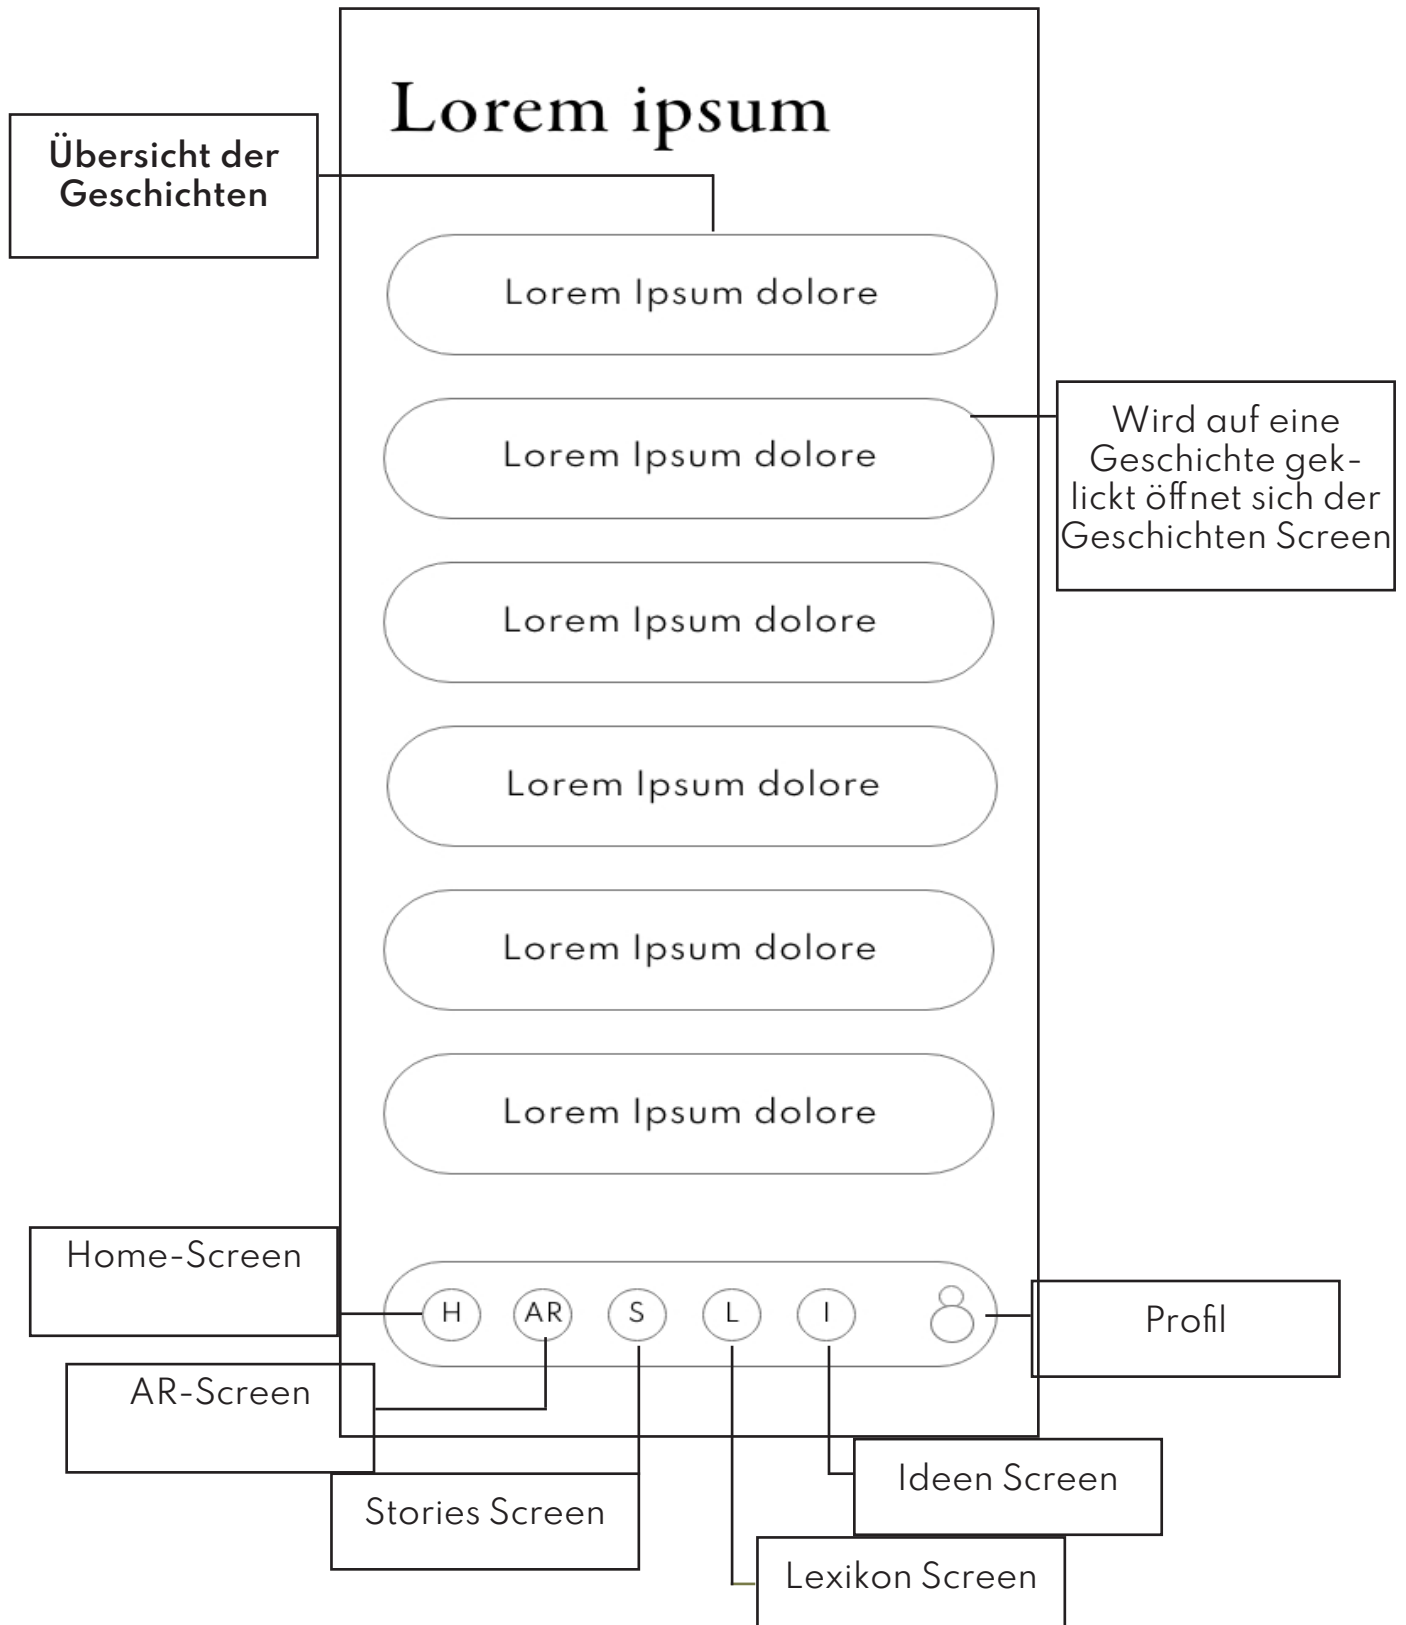 Lorem ipsum
Übersicht der
Geschichten
Lorem Ipsum dolore
Lorem Ipsum dolore
Wird auf eine
Geschichte gek-
lickt öffnet sich der
Geschichten Screen
Lorem Ipsum dolore
Lorem Ipsum dolore
Lorem Ipsum dolore
Lorem Ipsum dolore
Home-Screen
H
AR
S
L
I
Profil
AR-Screen
Ideen Screen
Stories Screen
Lexikon Screen